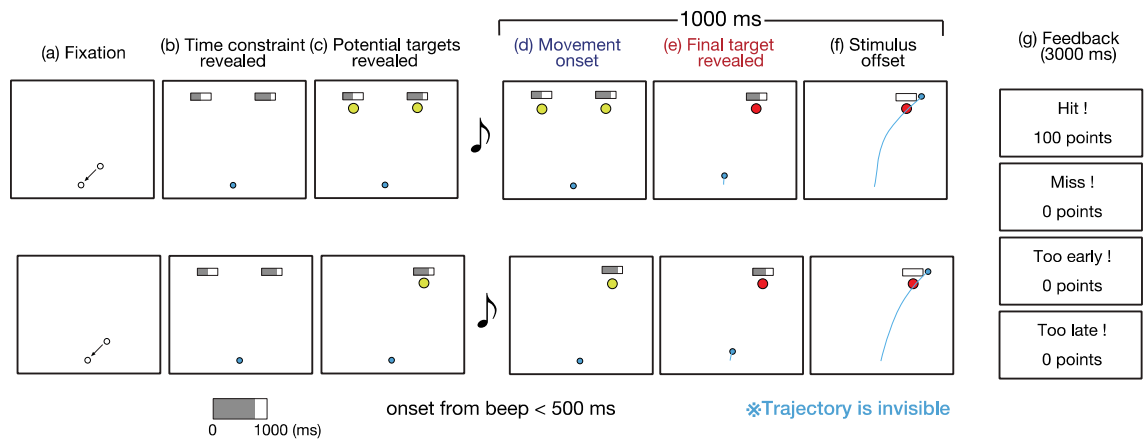 1000 ms
(a) Fixation
(b) Time constraint
revealed
(c) Potential targets
revealed
(d) Movement
onset
(e) Final target
revealed
(f) Stimulus
offset
(g) Feedback
(3000 ms)
Hit !
100 points
Miss !
0 points
Too early !
0 points
Too late !
0 points
0 1000 (ms)
onset from beep < 500 ms
※Trajectory is invisible